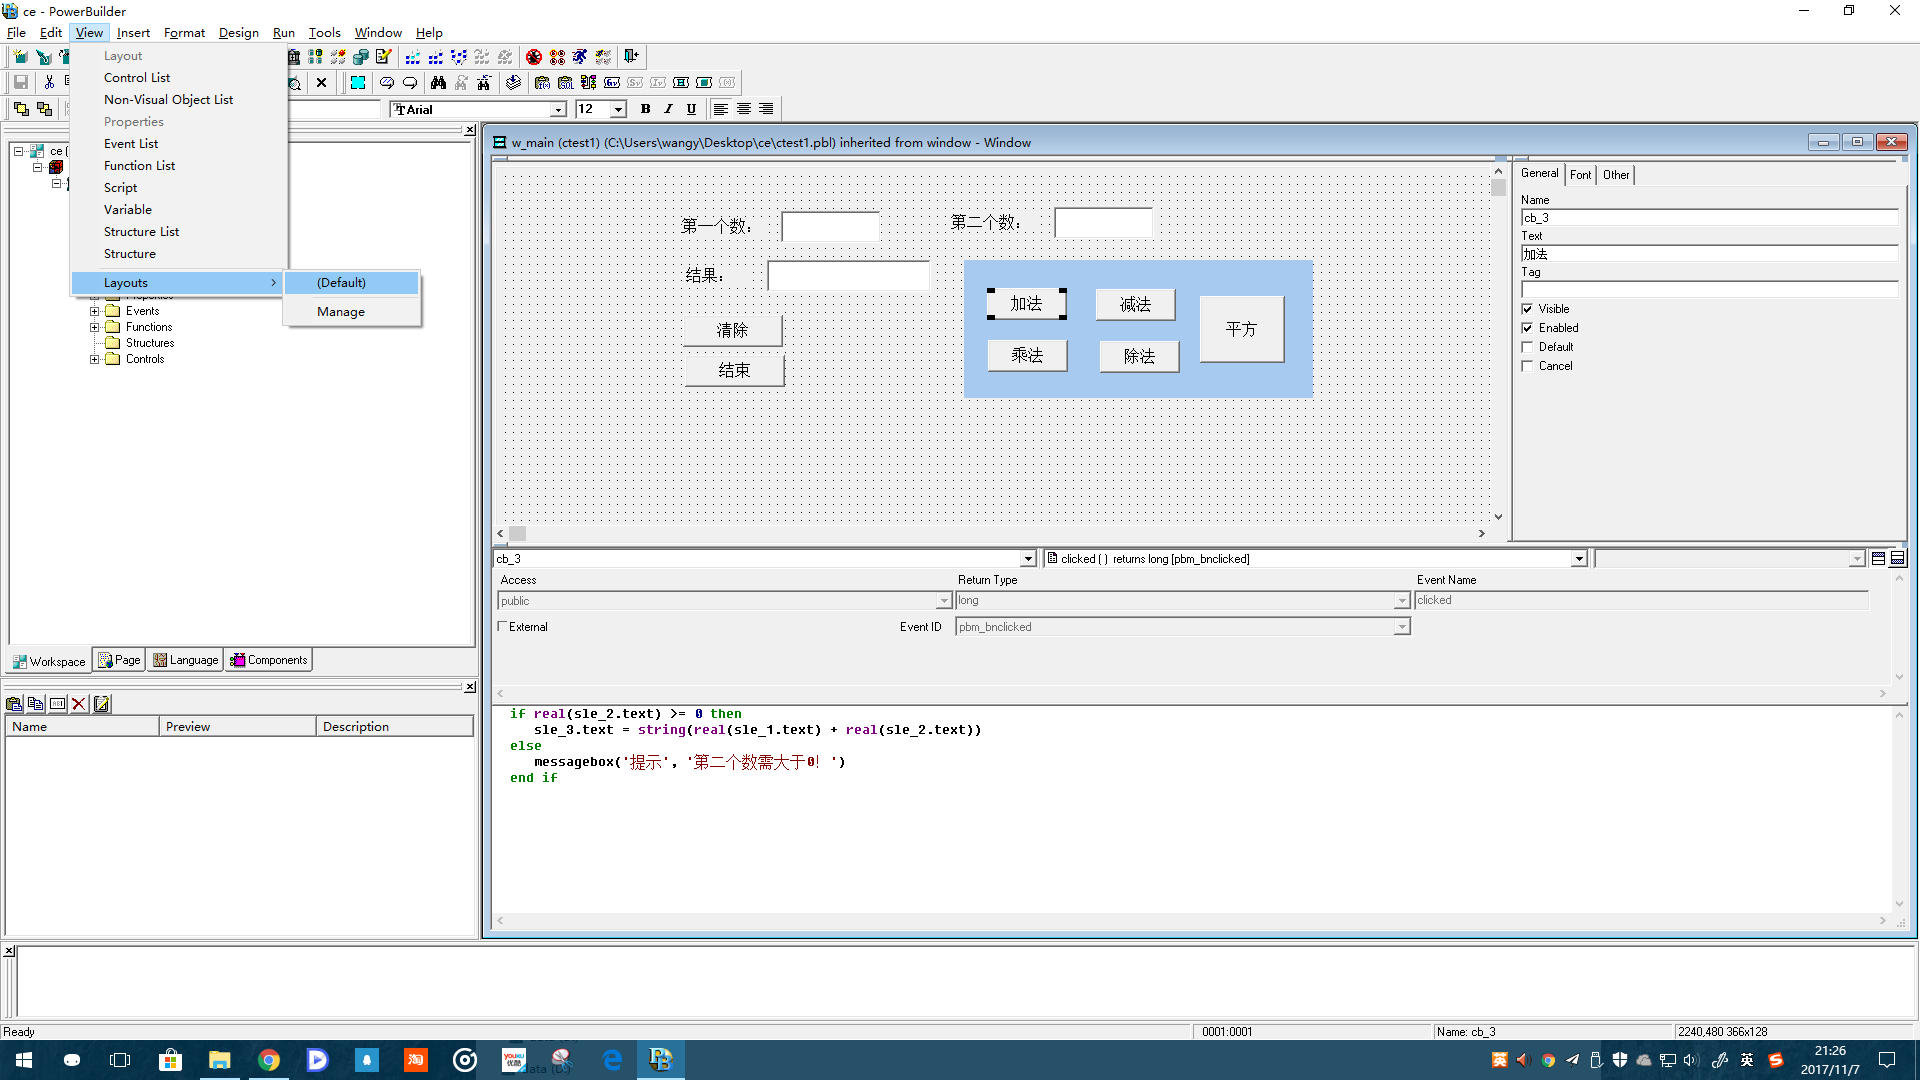 ce - PowerBuilder
File Edit View Insert Format Design Run Tools Window Help
Layout
Control List
Non-Visual Object List
Properties
Event List
Function List
Script
Variable
Structure List
Structure
Layouts
(Default)
Manage
Arial 12 B I U
ce
Events
Functions
Structures
Controls
Workspace Page Language Components
Name Preview Description
w_main (ctest1) (C:\Users\wangy\Desktop\ce\ctest1.pbl) inherited from window - Window
第一个数： 第二个数：
结果：
加法 减法 平方
清除
乘法 除法
结束
General Font Other
Name
cb_3
Text
加法
Tag
Visible
Enabled
Default
Cancel
cb_3 clicked ( ) returns long [pbm_bnclicked]
Access Return Type Event Name
public long clicked
External Event ID pbm_bnclicked
if real(sle_2.text) >= 0 then
sle_3.text = string(real(sle_1.text) + real(sle_2.text))
else
messagebox('提示', '第二个数需大于0！')
end if
Ready 0001:0001 Name: cb_3 2240,480 366x128
英
21:26
2017/11/7